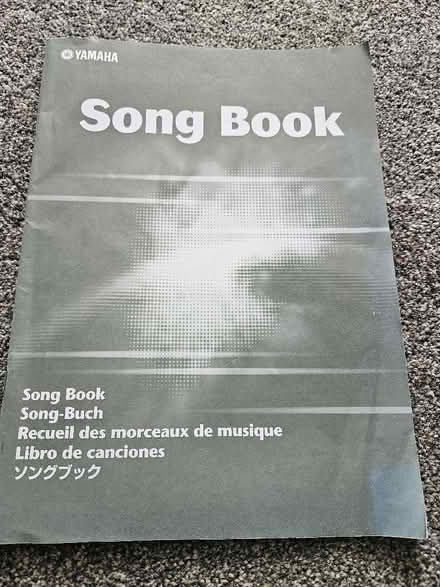 YAMAHA
Song Book
Song Book
Song-Buch
Recueil des morceaux de musique
Libro de canciones
ソングブック